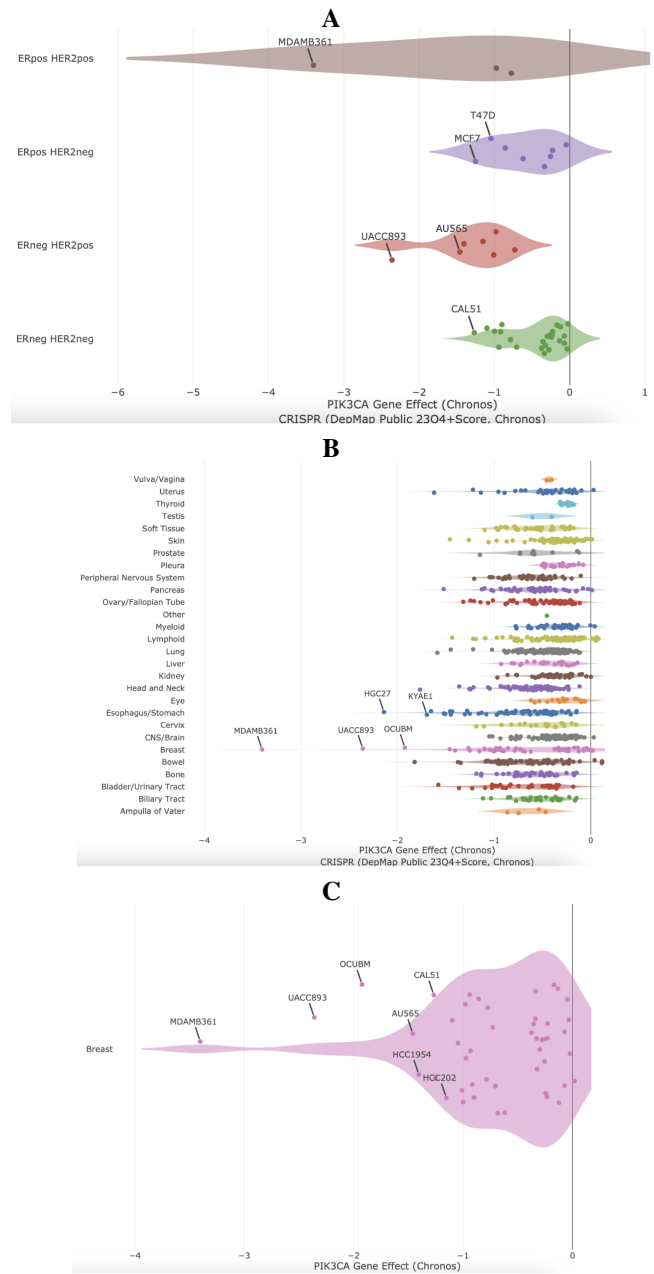 A
MDAMB361
ERpos HER2pos
T47D
MCF7
ERpos HER2neg
UACC893
AU565
ERneg HER2pos
CAL51
ERneg HER2neg
−6 −5 −4 −3 −2 −1 0 1
PIK3CA Gene Effect (Chronos)
CRISPR (DepMap Public 23Q4+Score, Chronos)
B
Vulva/Vagina
Uterus
Thyroid
Testis
Soft Tissue
Skin
Prostate
Pleura
Peripheral Nervous System
Pancreas
Ovary/Fallopian Tube
Other
Myeloid
Lymphoid
Lung
Liver
Kidney
Head and Neck
HGC27 KYAE1
Eye
Esophagus/Stomach
Cervix
MDAMB361 UACC893 OCUBM
CNS/Brain
Breast
Bowel
Bone
Bladder/Urinary Tract
Biliary Tract
Ampulla of Vater
−4 −3 −2 −1 0
PIK3CA Gene Effect (Chronos)
CRISPR (DepMap Public 23Q4+Score, Chronos)
C
OCUBM
CAL51
UACC893
AU565
MDAMB361
Breast
HCC1954
HCC202
−4 −3 −2 −1 0
PIK3CA Gene Effect (Chronos)